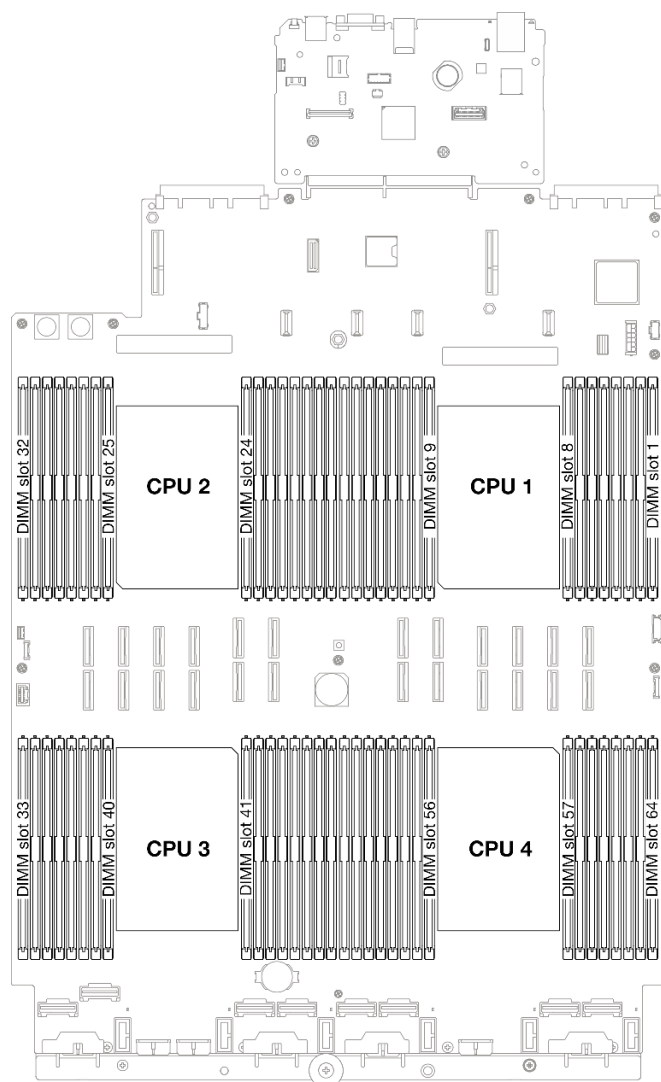 DIMM slot 32
DIMM slot 25
CPU 2
DIMM slot 24
DIMM slot 9
CPU 1
DIMM slot 8
DIMM slot 1
DIMM slot 33
DIMM slot 40
CPU 3
DIMM slot 41
DIMM slot 56
CPU 4
DIMM slot 57
DIMM slot 64